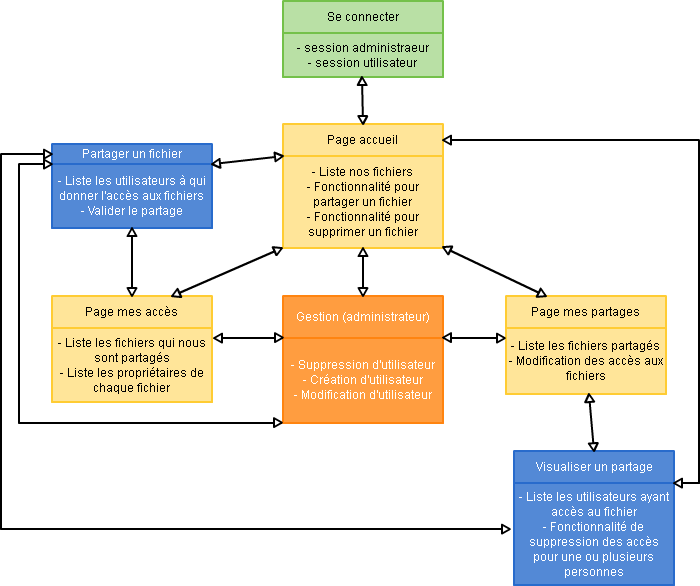 Se connecter
- session administraeur
- session utilisateur
Page accueil
- Liste nos fichiers
- Fonctionnalité pour
partager un fichier
- Fonctionalité pour
supprimer un fichier
Partager un fichier
- Liste les utilisateurs à qui
donner l'accès aux fichiers
- Valider le partage
Page mes accès
- Liste les fichiers qui nous
sont partagés
- Liste les propriétaires de
chaque fichier
Gestion (administrateur)
- Suppression d'utilisateur
- Création d'utilisateur
- Modification d'utilisateur
Page mes partages
- Liste les fichiers partagés
- Modification des accès aux
fichiers
Visualiser un partage
- Liste les utilisateurs ayant
accès au fichier
- Fonctionnalité de
suppression des accès
pour une ou plusieurs
personnes